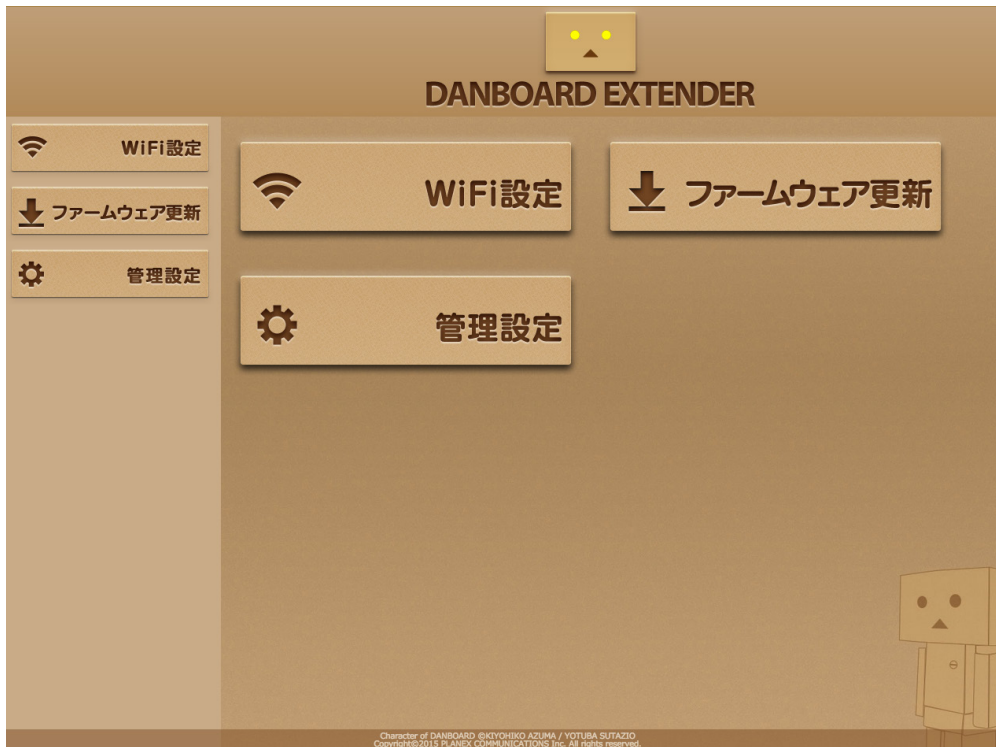 DANBOARD EXTENDER
WiFi設定
ファームウェア更新
管理設定
WiFi設定
ファームウェア更新
管理設定
Character of DANBOARD ©KIYOHIKO AZUMA / YOTUBA SUTAZIO
Copyright©2015 PLANEX COMMUNICATIONS Inc. All rights reserved.